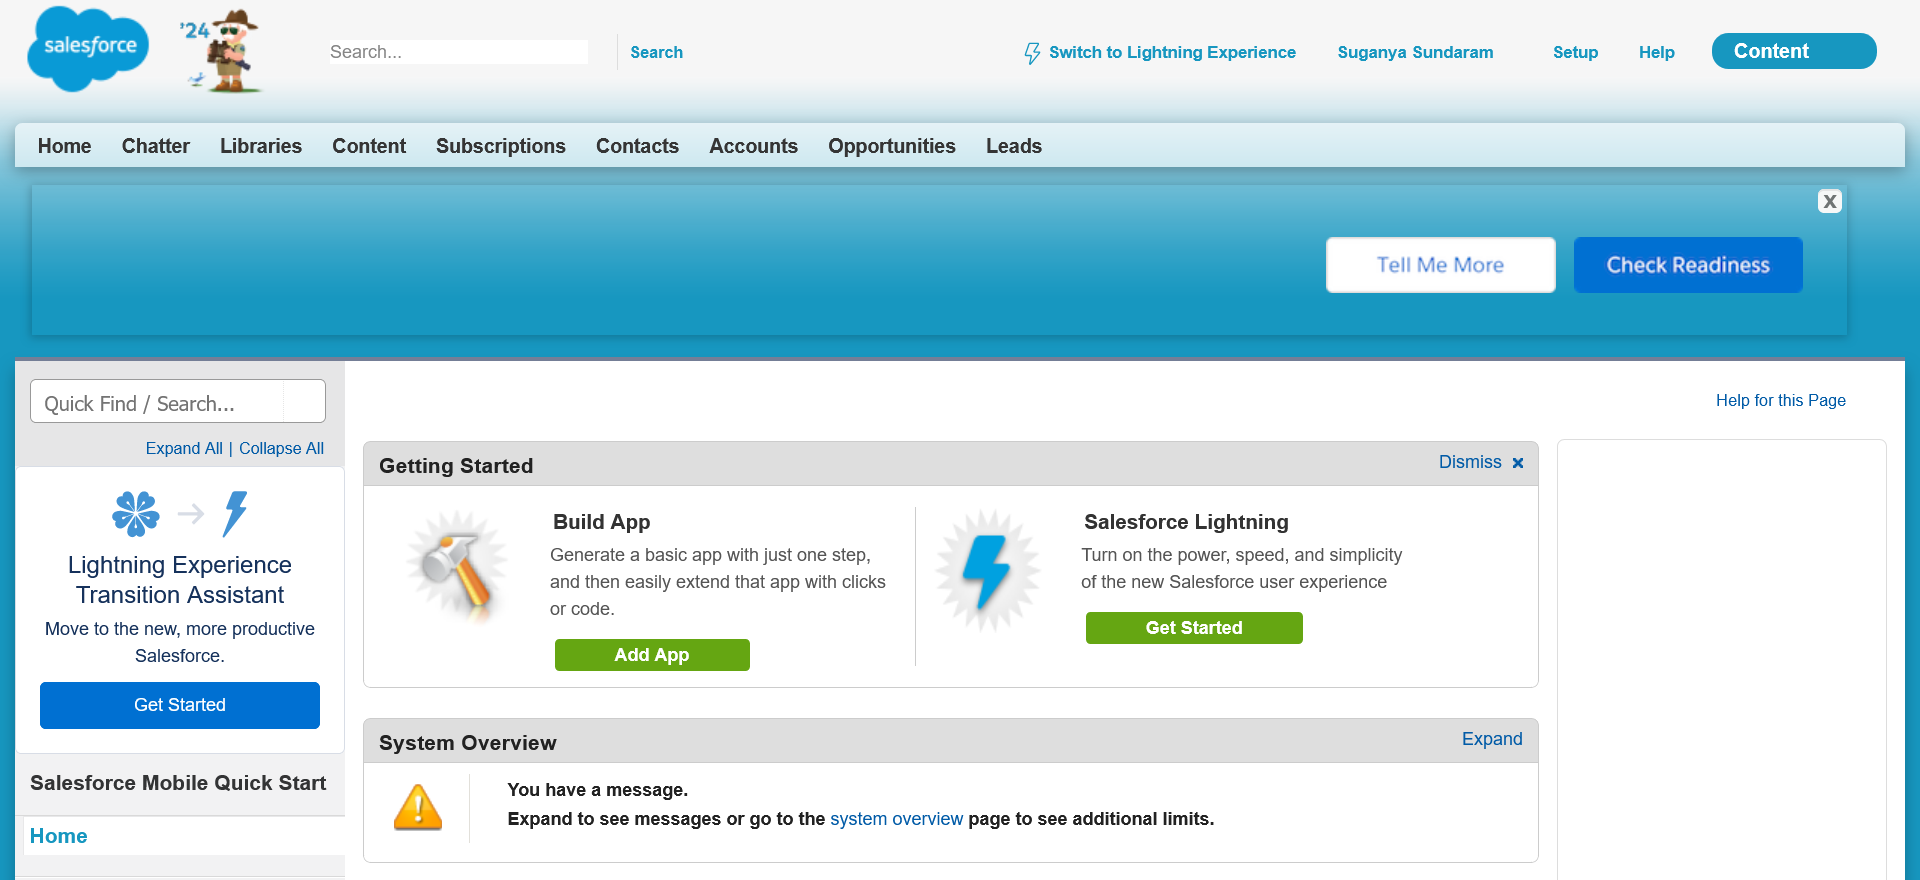 salesforce
'24
Search...
Search
Switch to Lightning Experience
Suganya Sundaram
Setup
Help
Content
Home Chatter Libraries Content Subscriptions Contacts Accounts Opportunities Leads
X
Tell Me More
Check Readiness
Quick Find / Search...
Expand All | Collapse All
Lightning Experience
Transition Assistant
Move to the new, more productive
Salesforce.
Get Started
Salesforce Mobile Quick Start
Home
Help for this Page
Getting Started
Dismiss
Build App
Generate a basic app with just one step,
and then easily extend that app with clicks
or code.
Add App
Salesforce Lightning
Turn on the power, speed, and simplicity
of the new Salesforce user experience
Get Started
System Overview
Expand
You have a message.
Expand to see messages or go to the system overview page to see additional limits.